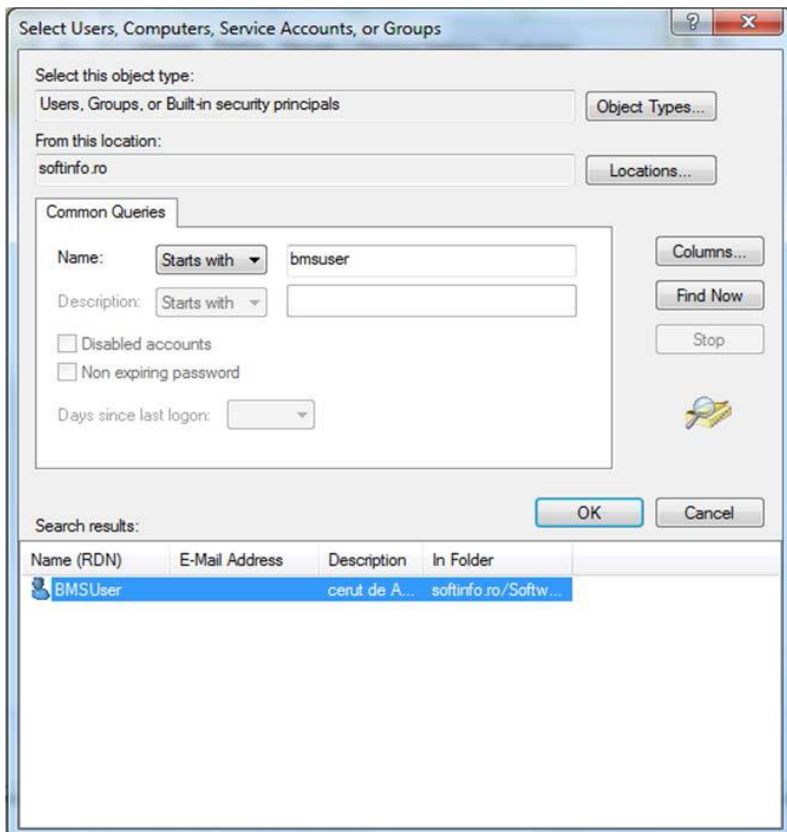 Select Users, Computers, Service Accounts, or Groups
Select this object type:
Users, Groups, or Built-in security principals
Object Types...
From this location:
softinfo.ro
Locations...
Common Queries
Name:
Starts with
bmsuser
Columns...
Description:
Starts with
Find Now
Disabled accounts
Stop
Non expiring password
Days since last logon:
OK
Cancel
Search results:
Name (RDN) E-Mail Address Description In Folder
BMSUser cerut de A... softinfo.ro/Softw...